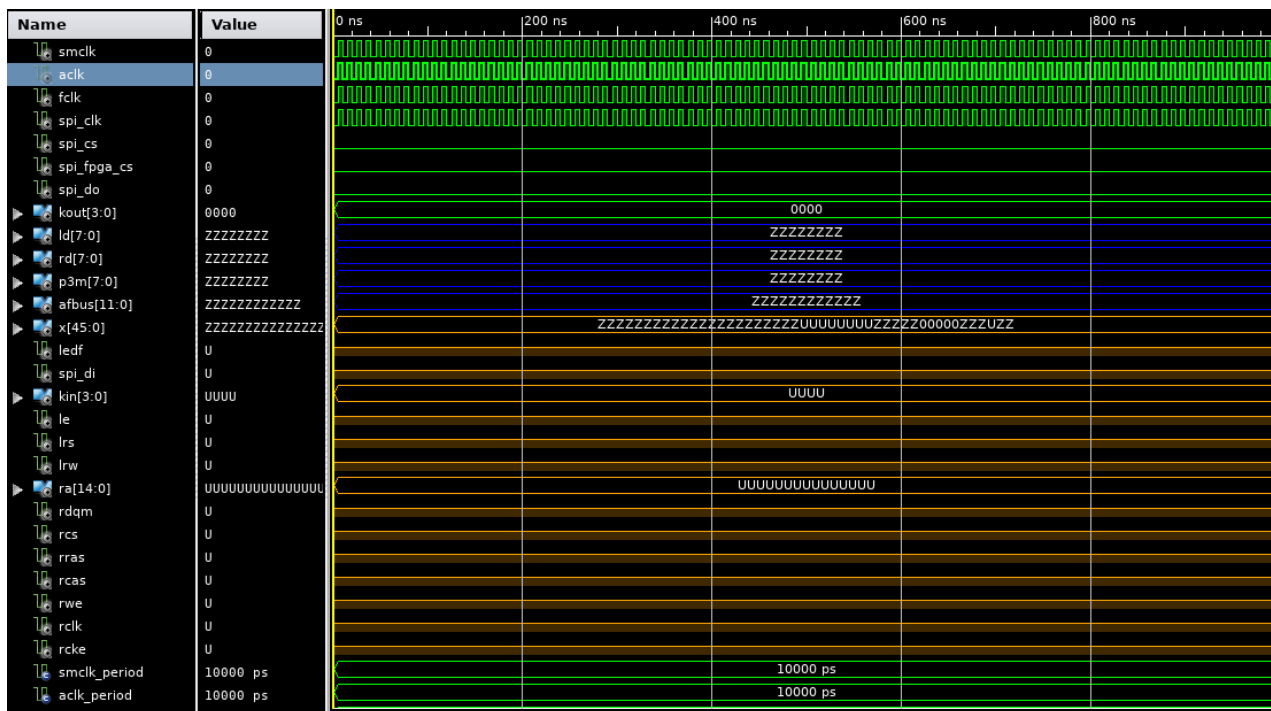 Name Value 0 ns 200 ns 400 ns 600 ns 800 ns
smclk 0
aclk 0
fclk 0
spi_clk 0
spi_cs 0
spi_fpga_cs 0
spi_do 0
kout[3:0] 0000 0000
ld[7:0] ZZZZZZZZ ZZZZZZZZ
rd[7:0] ZZZZZZZZ ZZZZZZZZ
p3m[7:0] ZZZZZZZZ ZZZZZZZZ
afbus[11:0] ZZZZZZZZZZZZ ZZZZZZZZZZZZ
x[45:0] ZZZZZZZZZZZZZZZ ZZZZZZZZZZZZZZZZZZZZZZUUUUUUUUZZZZZ00000ZZZUZZ
ledf U
spi_di U
kin[3:0] UUUU UUUU
le U
lrs U
lrw U
ra[14:0] UUUUUUUUUUUUUUU UUUUUUUUUUUUUUU
rdqm U
rcs U
rras U
rcas U
rwe U
rclk U
rcke U
smclk_period 10000 ps 10000 ps
aclk_period 10000 ps 10000 ps